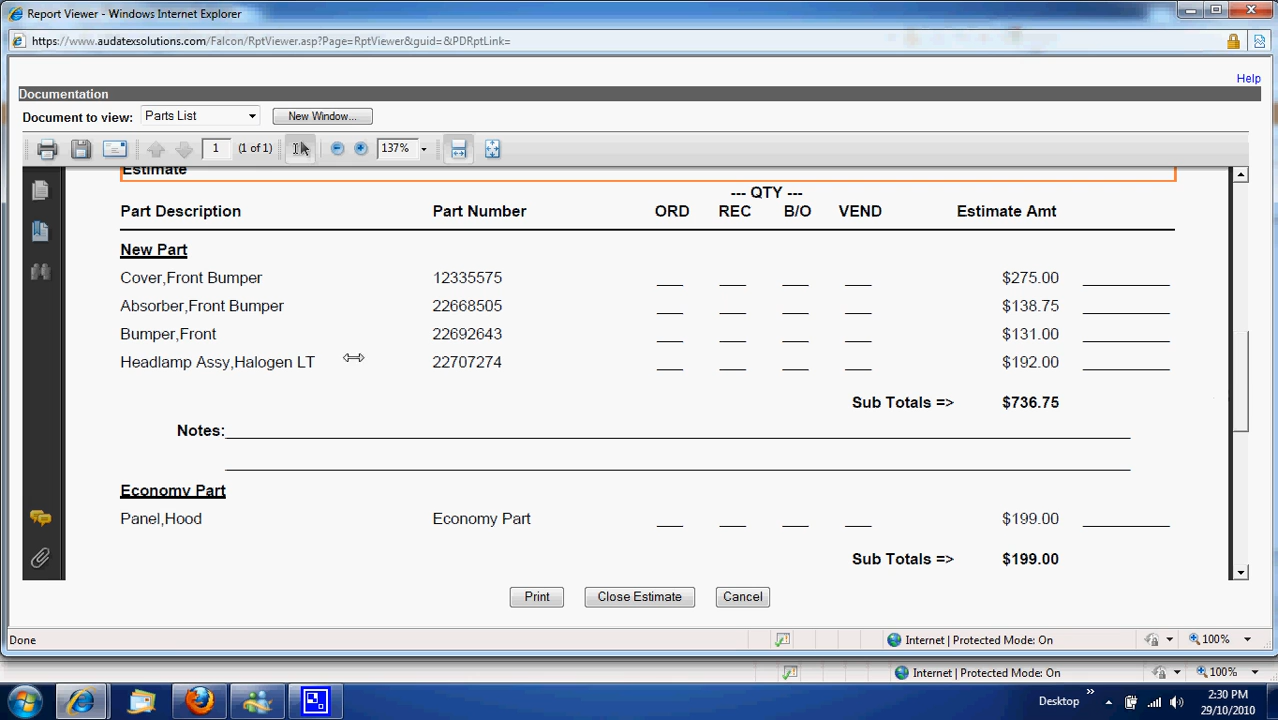 Report Viewer - Windows Internet Explorer
https://www.audatexsolutions.com/Falcon/RptViewer.asp?Page=RptViewer&guid=&PDRptLink=
Help
Documentation
Document to view: Parts List New Window...
1 (1 of 1) 137%
Estimate
--- QTY ---
Part Description Part Number ORD REC B/O VEND Estimate Amt
New Part
Cover,Front Bumper 12335575 $275.00
Absorber,Front Bumper 22668505 $138.75
Bumper,Front 22692643 $131.00
Headlamp Assy,Halogen LT 22707274 $192.00
Sub Totals => $736.75
Notes:
Economy Part
Panel,Hood Economy Part $199.00
Sub Totals => $199.00
Print Close Estimate Cancel
Done Internet | Protected Mode: On 100%
Internet | Protected Mode: On 100%
Desktop 2:30 PM
29/10/2010